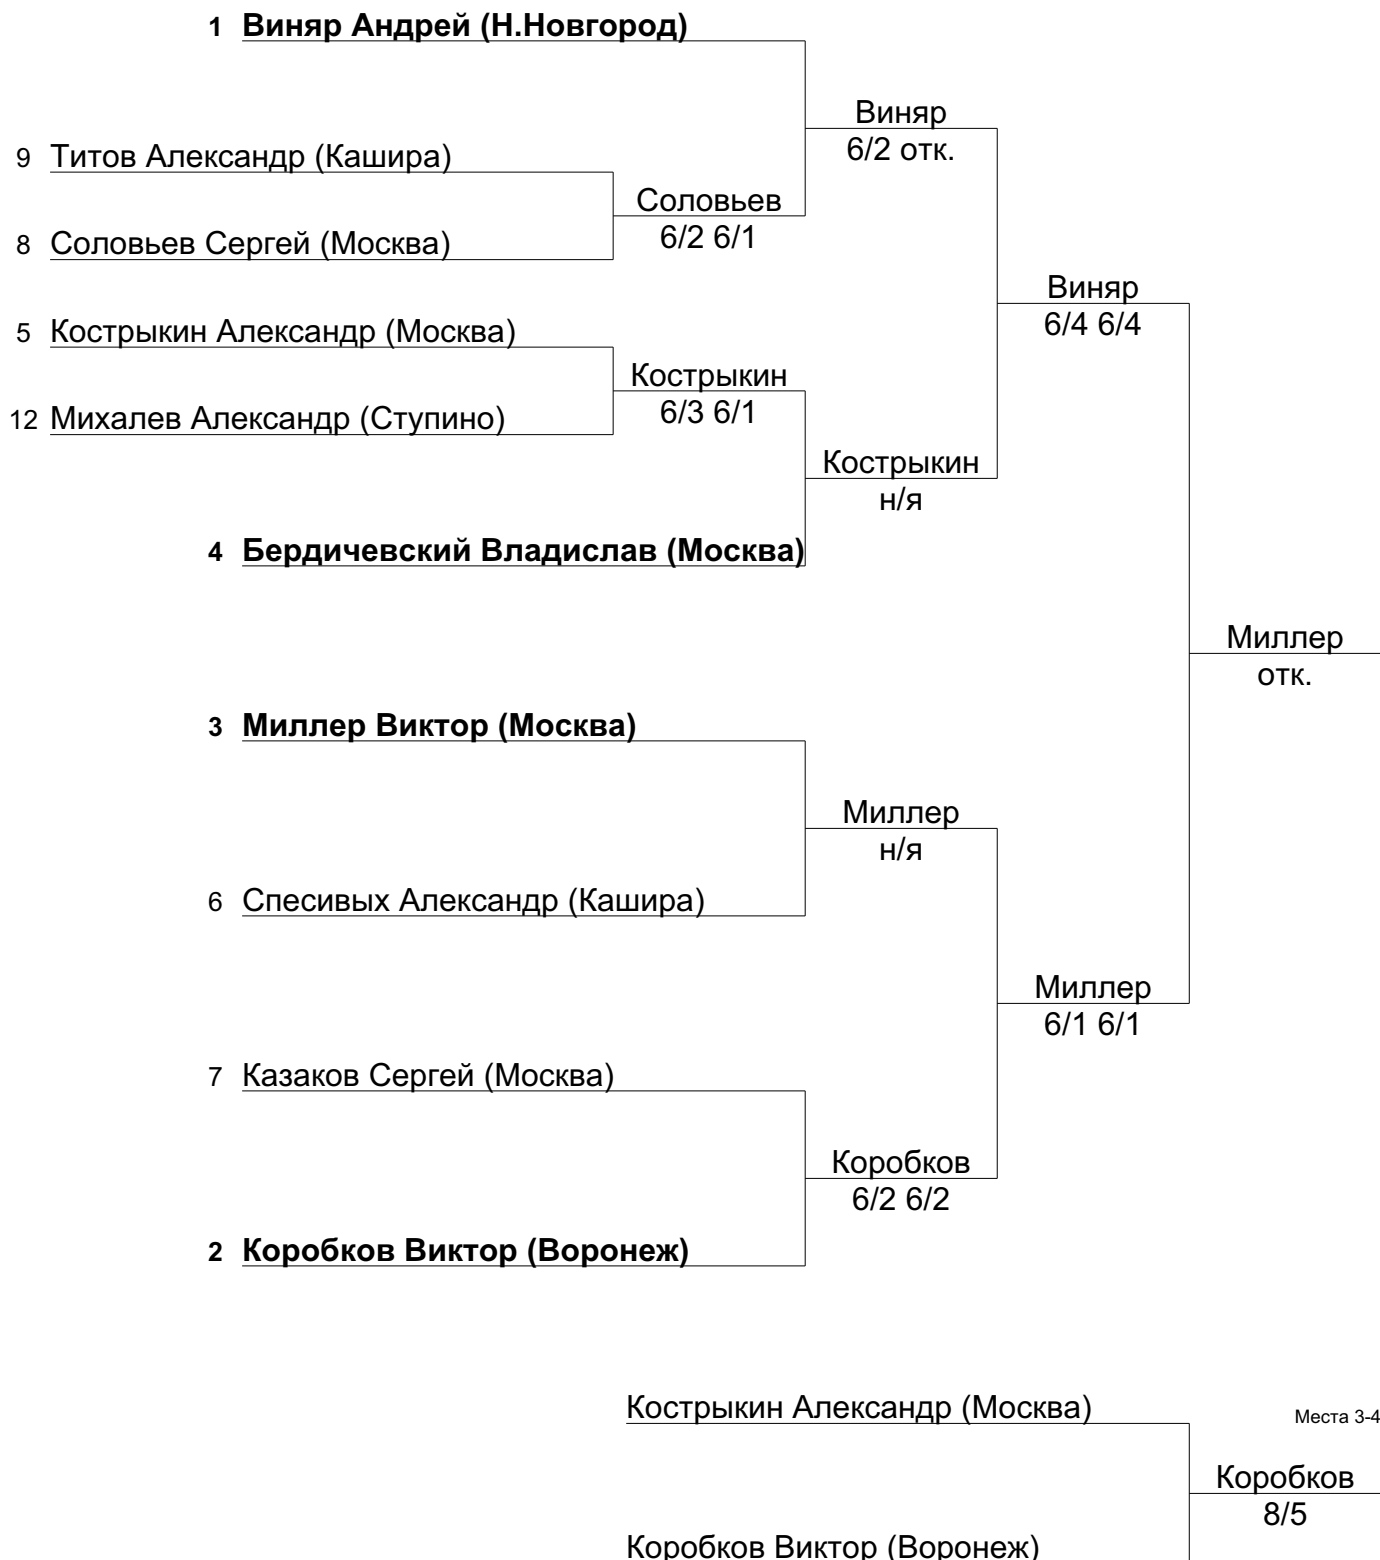 1 Виняр Андрей (Н.Новгород)
Виняр
6/2 отк.
9 Титов Александр (Кашира)
Соловьев
6/2 6/1
8 Соловьев Сергей (Москва)
Виняр
6/4 6/4
5 Кострыкин Александр (Москва)
Кострыкин
6/3 6/1
12 Михалев Александр (Ступино)
Кострыкин
н/я
4 Бердичевский Владислав (Москва)
Миллер
отк.
3 Миллер Виктор (Москва)
Миллер
н/я
6 Спесивых Александр (Кашира)
Миллер
6/1 6/1
7 Казаков Сергей (Москва)
Коробков
6/2 6/2
2 Коробков Виктор (Воронеж)
Кострыкин Александр (Москва)
Места 3-4
Коробков
8/5
Коробков Виктор (Воронеж)